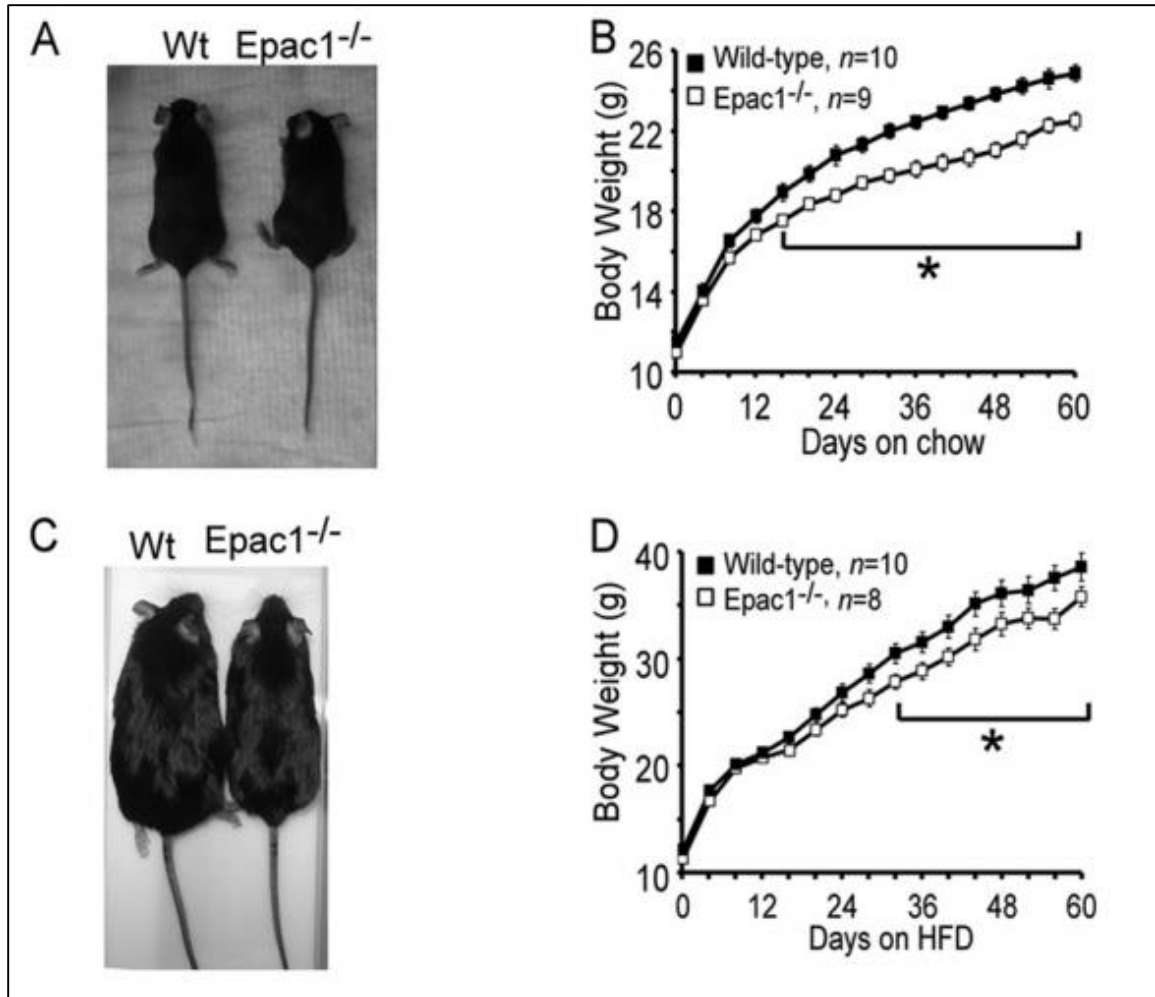 A
Wt Epac1-/-
B
Wild-type, n=10
Epac1-/-, n=9
Body Weight (g)
26
22
18
14
10
*
0 12 24 36 48 60
Days on chow
C
Wt Epac1-/-
D
Wild-type, n=10
Epac1-/-, n=8
Body Weight (g)
40
30
20
10
*
0 12 24 36 48 60
Days on HFD